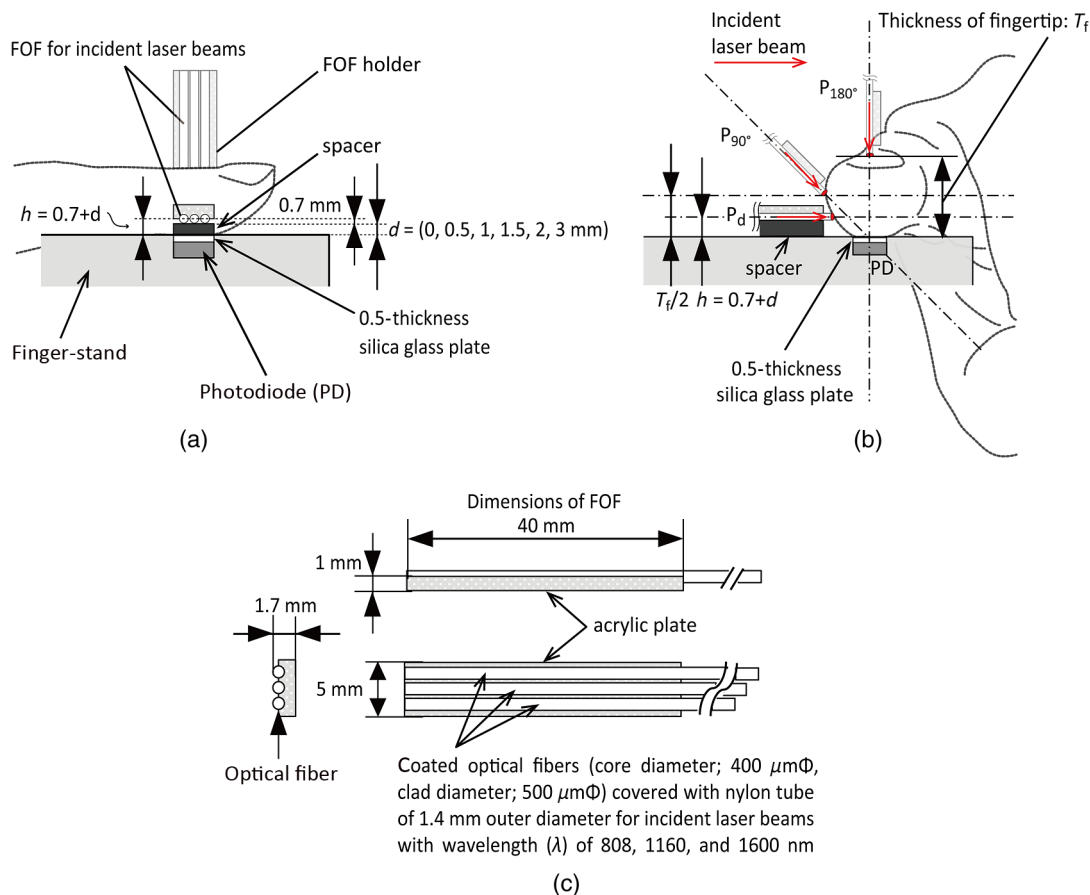 (a)
FOF for incident laser beams
FOF holder
spacer
0.7 mm
h = 0.7+d
d = (0, 0.5, 1, 1.5, 2, 3 mm)
0.5-thickness
silica glass plate
Finger-stand
Photodiode (PD)
(a)
(b)
Incident
laser beam
Thickness of fingertip: Tf
P180°
P90°
Pd
spacer
PD
Tf/2 h = 0.7+d
0.5-thickness
silica glass plate
(b)
Dimensions of FOF
40 mm
1 mm
1.7 mm
acrylic plate
5 mm
Optical fiber
Coated optical fibers (core diameter; 400 μmΦ,
clad diameter; 500 μmΦ) covered with nylon tube
of 1.4 mm outer diameter for incident laser beams
with wavelength (λ) of 808, 1160, and 1600 nm
(c)